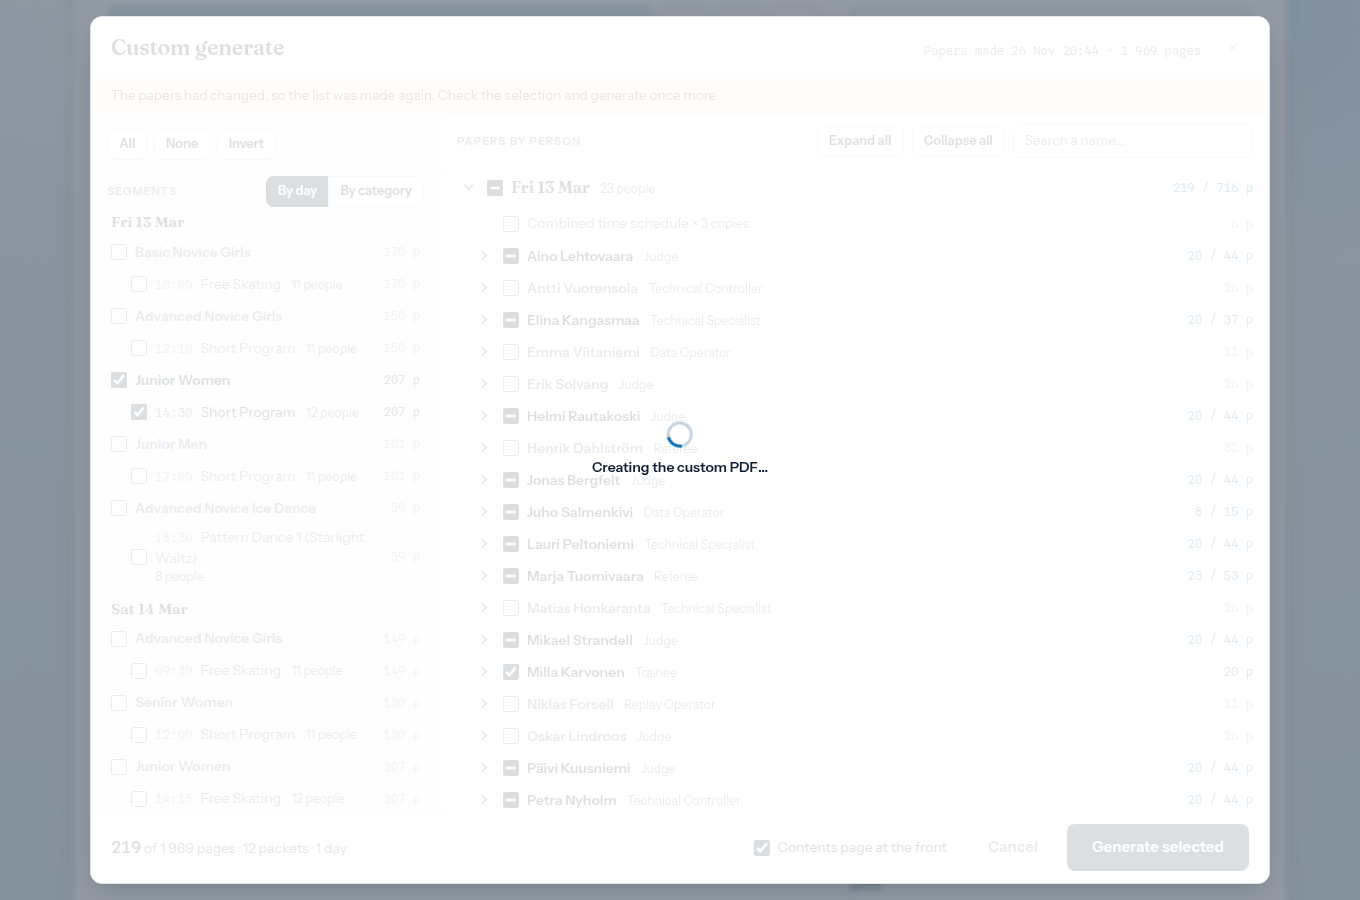 Custom generate
Papers made 26 Nov 20:44 · 1 969 pages ×
The papers had changed, so the list was made again. Check the selection and generate once more.
All None Invert
SEGMENTS By day By category
Fri 13 Mar
Basic Novice Girls 170 p
10:00 Free Skating 11 people 170 p
Advanced Novice Girls 150 p
12:10 Short Program 11 people 150 p
Junior Women 207 p
14:30 Short Program 12 people 207 p
Junior Men 101 p
17:00 Short Program 11 people 101 p
Advanced Novice Ice Dance 59 p
18:30 Pattern Dance 1 (Starlight
Waltz) 59 p
8 people
Sat 14 Mar
Advanced Novice Girls 149 p
09:30 Free Skating 11 people 149 p
Senior Women 130 p
12:00 Short Program 11 people 130 p
Junior Women 207 p
14:15 Free Skating 12 people 207 p
PAPERS BY PERSON Expand all Collapse all Search a name...
Fri 13 Mar 23 people 219 / 716 p
Combined time schedule × 3 copies 6 p
Aino Lehtovaara Judge 20 / 44 p
Antti Vuorensola Technical Controller 26 p
Elina Kangasmaa Technical Specialist 20 / 37 p
Emma Viitaniemi Data Operator 11 p
Erik Solvang Judge 26 p
Helmi Rautakoski Judge 20 / 44 p
Henrik Dahlström Referee 32 p
Jonas Bergfelt Judge 20 / 44 p
Juho Salmenkivi Data Operator 8 / 15 p
Lauri Peltoniemi Technical Specialist 20 / 44 p
Marja Tuomivaara Referee 23 / 53 p
Matias Honkaranta Technical Specialist 26 p
Mikael Strandell Judge 20 / 44 p
Milla Karvonen Trainee 20 p
Niklas Forsell Replay Operator 11 p
Oskar Lindroos Judge 26 p
Päivi Kuusniemi Judge 20 / 44 p
Petra Nyholm Technical Controller 20 / 44 p
Creating the custom PDF...
219 of 1 969 pages · 12 packets · 1 day
Contents page at the front Cancel Generate selected